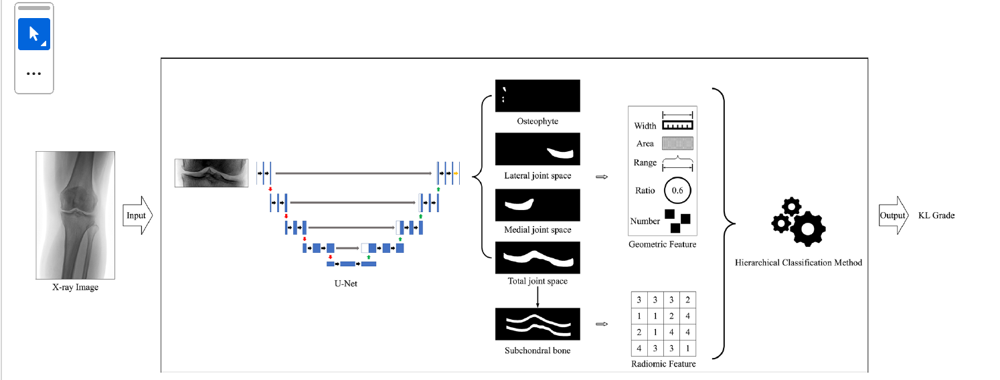 X-ray Image
Input
U-Net
Osteophyte
Lateral joint space
Medial joint space
Total joint space
Subchondral bone
Width
Area
Range
Ratio
0.6
Number
Geometric Feature
3 3 3 2
1 1 2 4
2 1 4 4
4 3 3 1
Radiomic Feature
Hierarchical Classification Method
Output
KL Grade